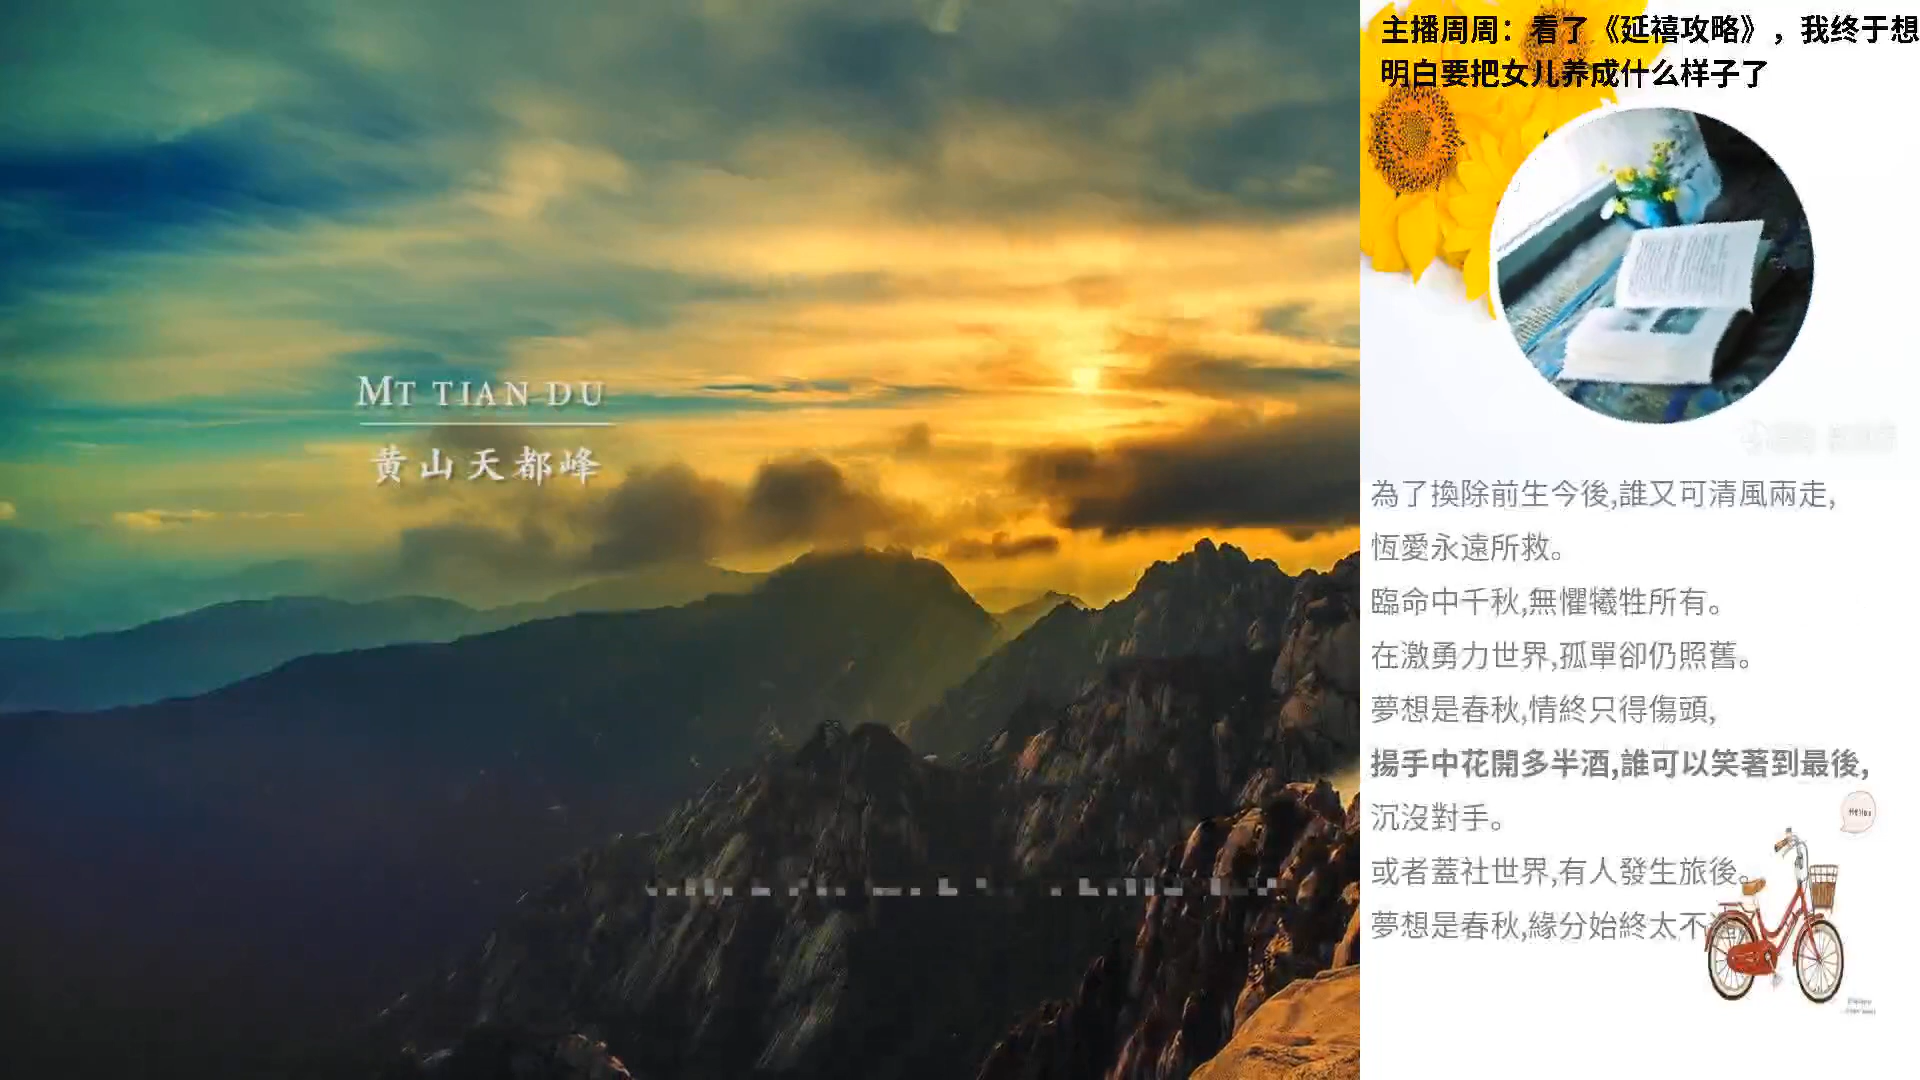 MT TIAN DU
黄山天都峰
主播周周：看了《延禧攻略》，我终于想
明白要把女儿养成什么样子了
為了換除前生今後,誰又可清風兩走,
恆愛永遠所救。
臨命中千秋,無懼犧牲所有。
在激勇力世界,孤單卻仍照舊。
夢想是春秋,情終只得傷頭,
揚手中花開多半酒,誰可以笑著到最後,
沉沒對手。
或者蓋社世界,有人發生旅後。
夢想是春秋,緣分始終太不